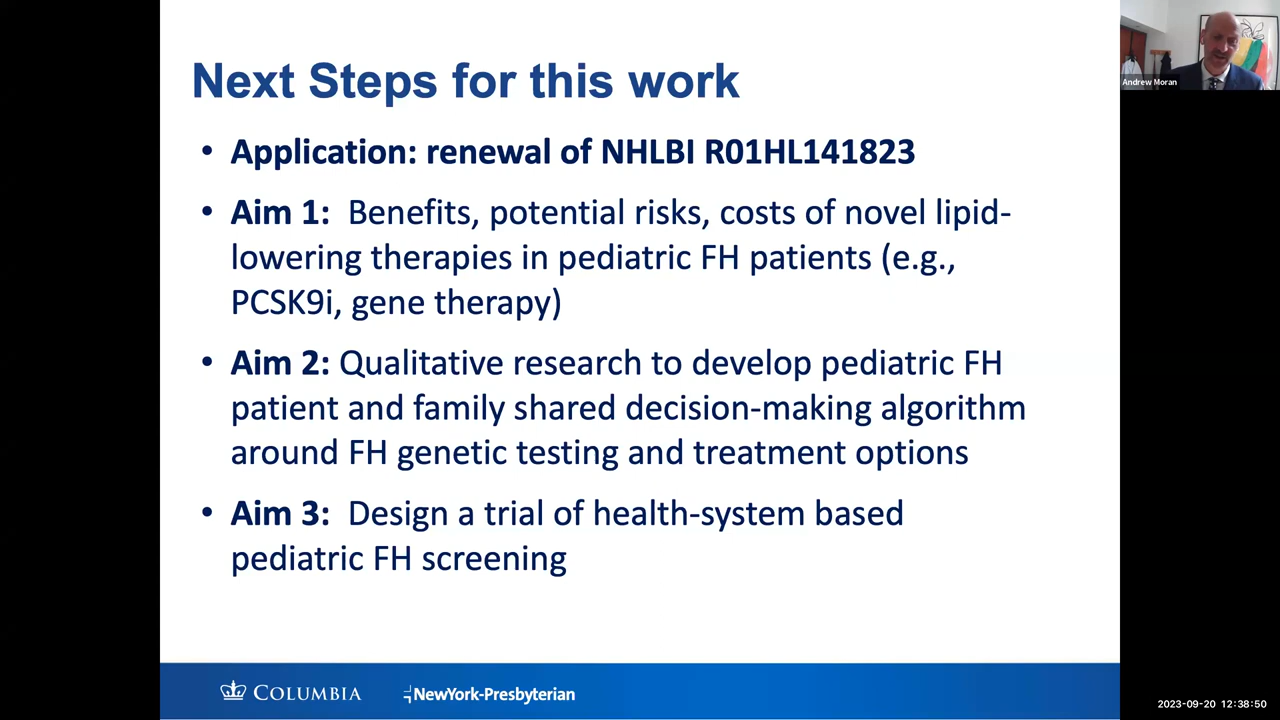 Next Steps for this work
• Application: renewal of NHLBI R01HL141823
• Aim 1:  Benefits, potential risks, costs of novel lipid-
lowering therapies in pediatric FH patients (e.g.,
PCSK9i, gene therapy)
• Aim 2: Qualitative research to develop pediatric FH
patient and family shared decision-making algorithm
around FH genetic testing and treatment options
• Aim 3:  Design a trial of health-system based
pediatric FH screening
COLUMBIA
NewYork-Presbyterian
Andrew Moran
2023-09-20 12:38:50